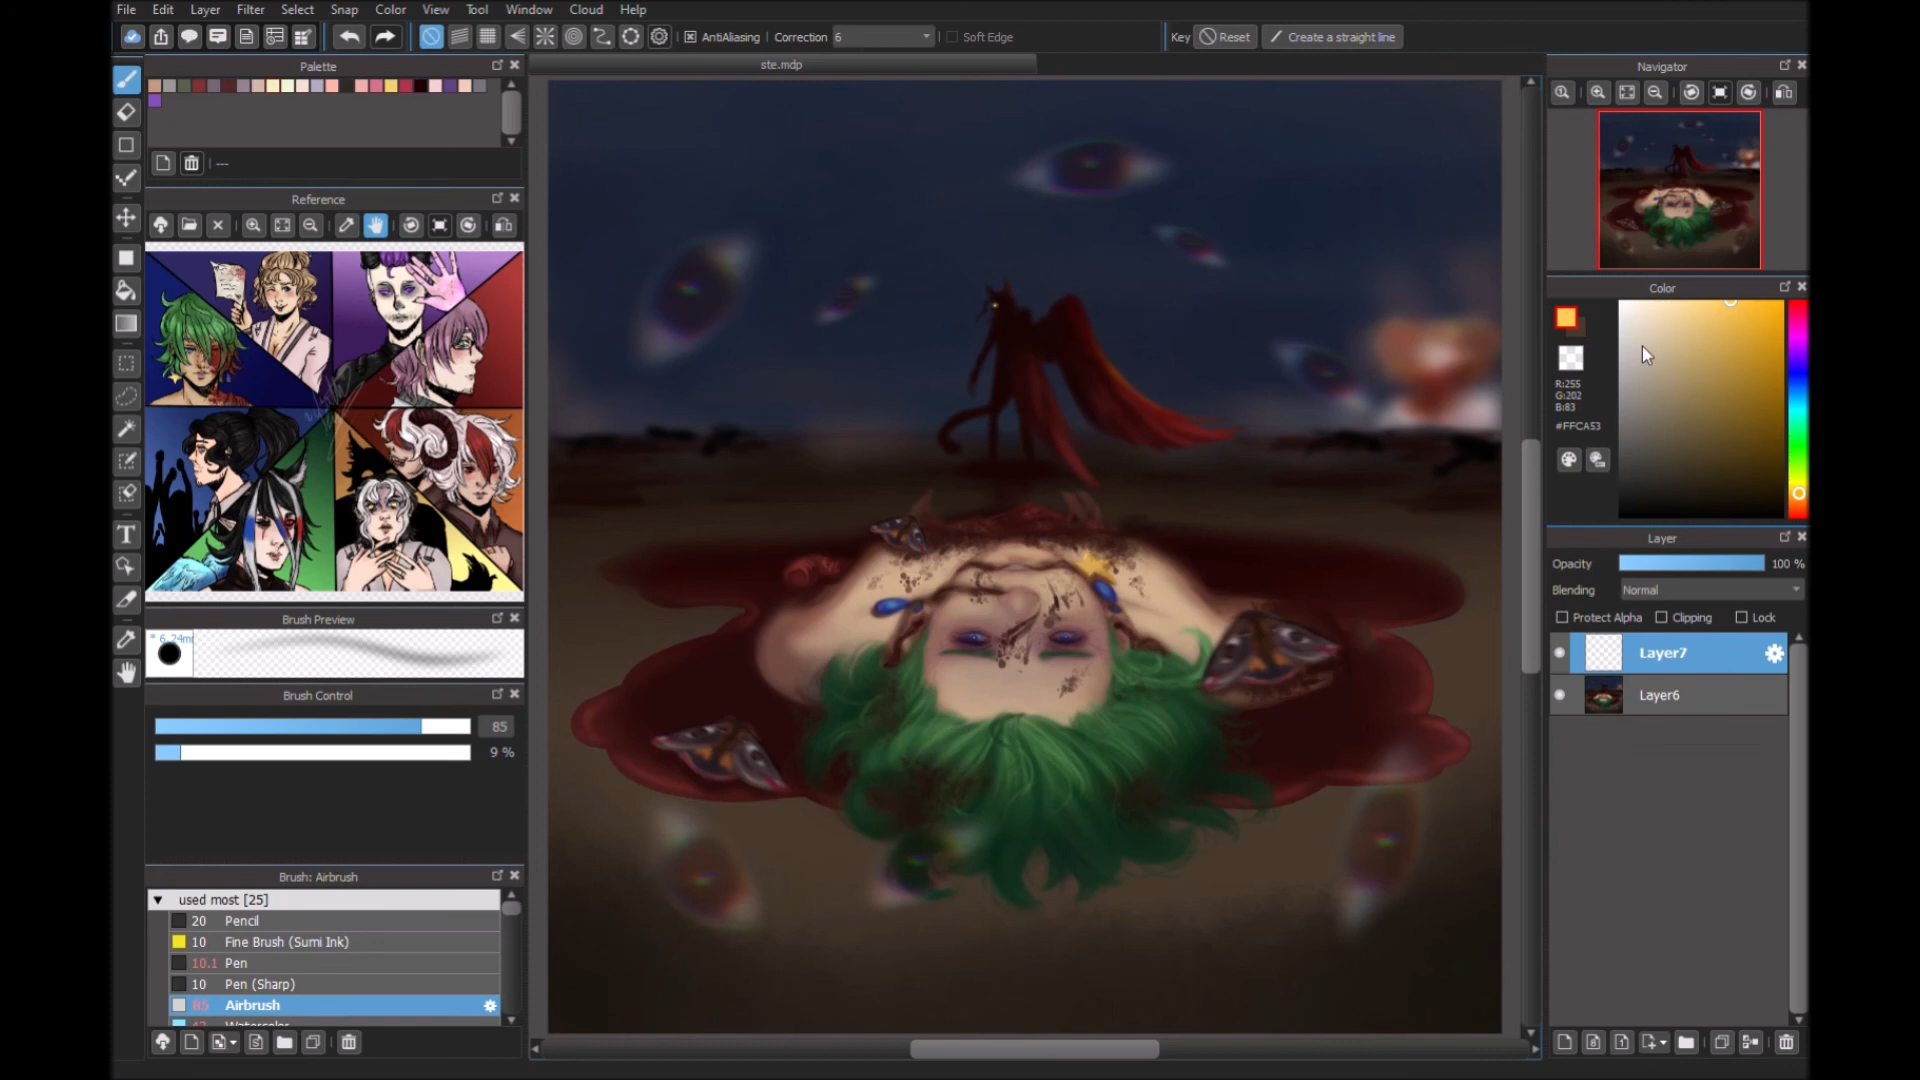 File Edit Layer Filter Select Snap Color View Tool Window Cloud Help
AntiAliasing Correction 6 Soft Edge Key Reset Create a straight line
Palette
---
ste.mdp
Reference
Brush Preview
* 6.24m
Brush Control
85
9 %
Brush: Airbrush
used most [25]
20 Pencil
10 Fine Brush (Sumi Ink)
10.1 Pen
10 Pen (Sharp)
85 Airbrush
Navigator
Color
R:255
G:202
B:83
#FFCA53
Layer
Opacity 100 %
Blending Normal
Protect Alpha Clipping Lock
Layer7
Layer6